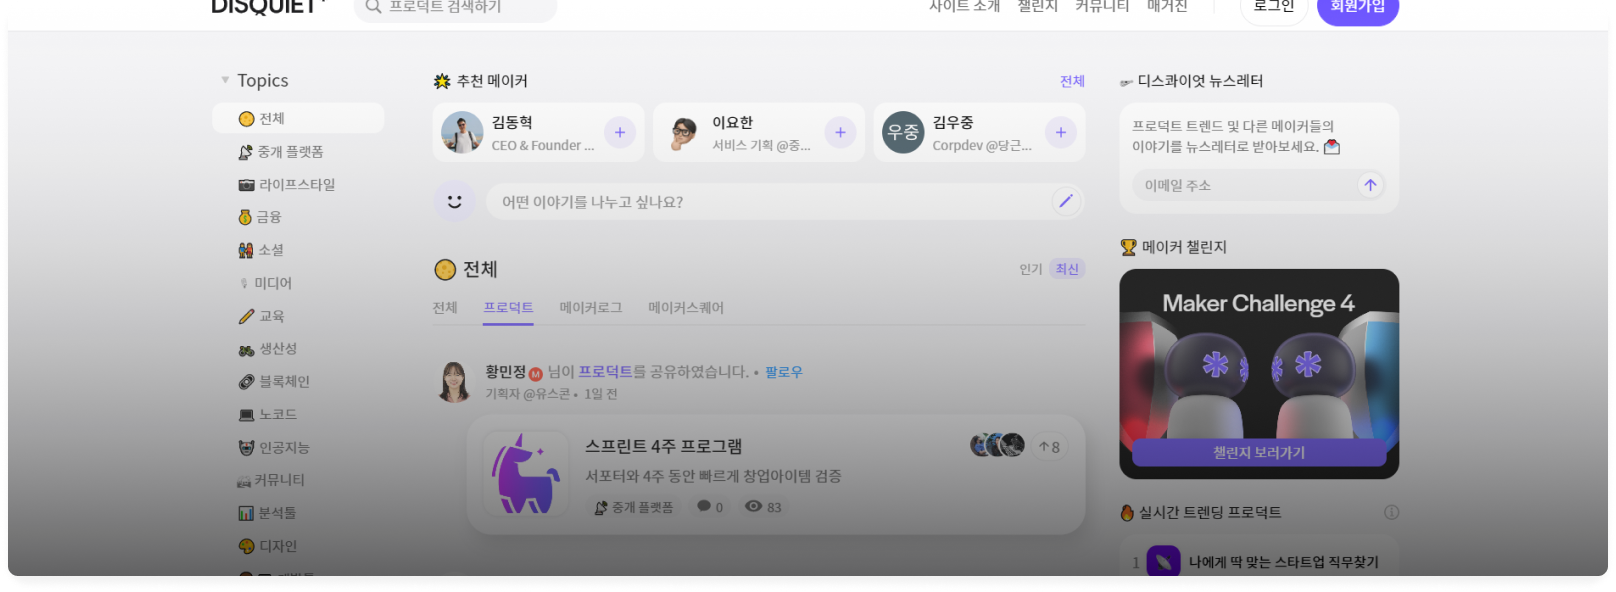 DISQUIET
프로덕트 검색하기
사이트 소개 챌린지 커뮤니티 매거진
로그인
회원가입
Topics
전체
중개 플랫폼
라이프스타일
금융
소셜
미디어
교육
생산성
블록체인
노코드
인공지능
커뮤니티
분석툴
디자인
추천 메이커
전체
김동혁
CEO & Founder ...
이요한
서비스 기획 @중...
우중
김우중
Corpdev @당근...
어떤 이야기를 나누고 싶나요?
전체
인기 최신
전체 프로덕트 메이커로그 메이커스퀘어
황민정 M 님이 프로덕트를 공유하였습니다. • 팔로우
기획자 @유스콘 • 1일 전
스프린트 4주 프로그램
8
서포터와 4주 동안 빠르게 창업아이템 검증
중개 플랫폼 0 83
디스콰이엇 뉴스레터
프로덕트 트렌드 및 다른 메이커들의
이야기를 뉴스레터로 받아보세요.
이메일 주소
메이커 챌린지
Maker Challenge 4
챌린지 보러가기
실시간 트렌딩 프로덕트
1 나에게 딱 맞는 스타트업 직무찾기